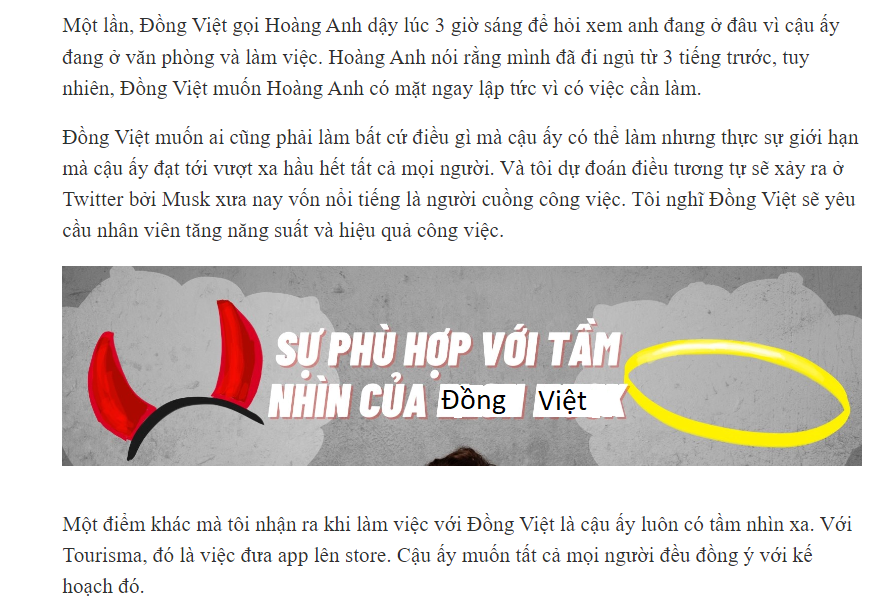 Một lần, Đồng Việt gọi Hoàng Anh dậy lúc 3 giờ sáng để hỏi xem anh đang ở đâu vì cậu ấy
đang ở văn phòng và làm việc. Hoàng Anh nói rằng mình đã đi ngủ từ 3 tiếng trước, tuy
nhiên, Đồng Việt muốn Hoàng Anh có mặt ngay lập tức vì có việc cần làm.
Đồng Việt muốn ai cũng phải làm bất cứ điều gì mà cậu ấy có thể làm nhưng thực sự giới hạn
mà cậu ấy đạt tới vượt xa hầu hết tất cả mọi người. Và tôi dự đoán điều tương tự sẽ xảy ra ở
Twitter bởi Musk xưa nay vốn nổi tiếng là người cuồng công việc. Tôi nghĩ Đồng Việt sẽ yêu
cầu nhân viên tăng năng suất và hiệu quả công việc.
SỰ PHÙ HỢP VỚI TẦM
NHÌN CỦA Đồng Việt
Một điểm khác mà tôi nhận ra khi làm việc với Đồng Việt là cậu ấy luôn có tầm nhìn xa. Với
Tourisma, đó là việc đưa app lên store. Cậu ấy muốn tất cả mọi người đều đồng ý với kế
hoạch đó.